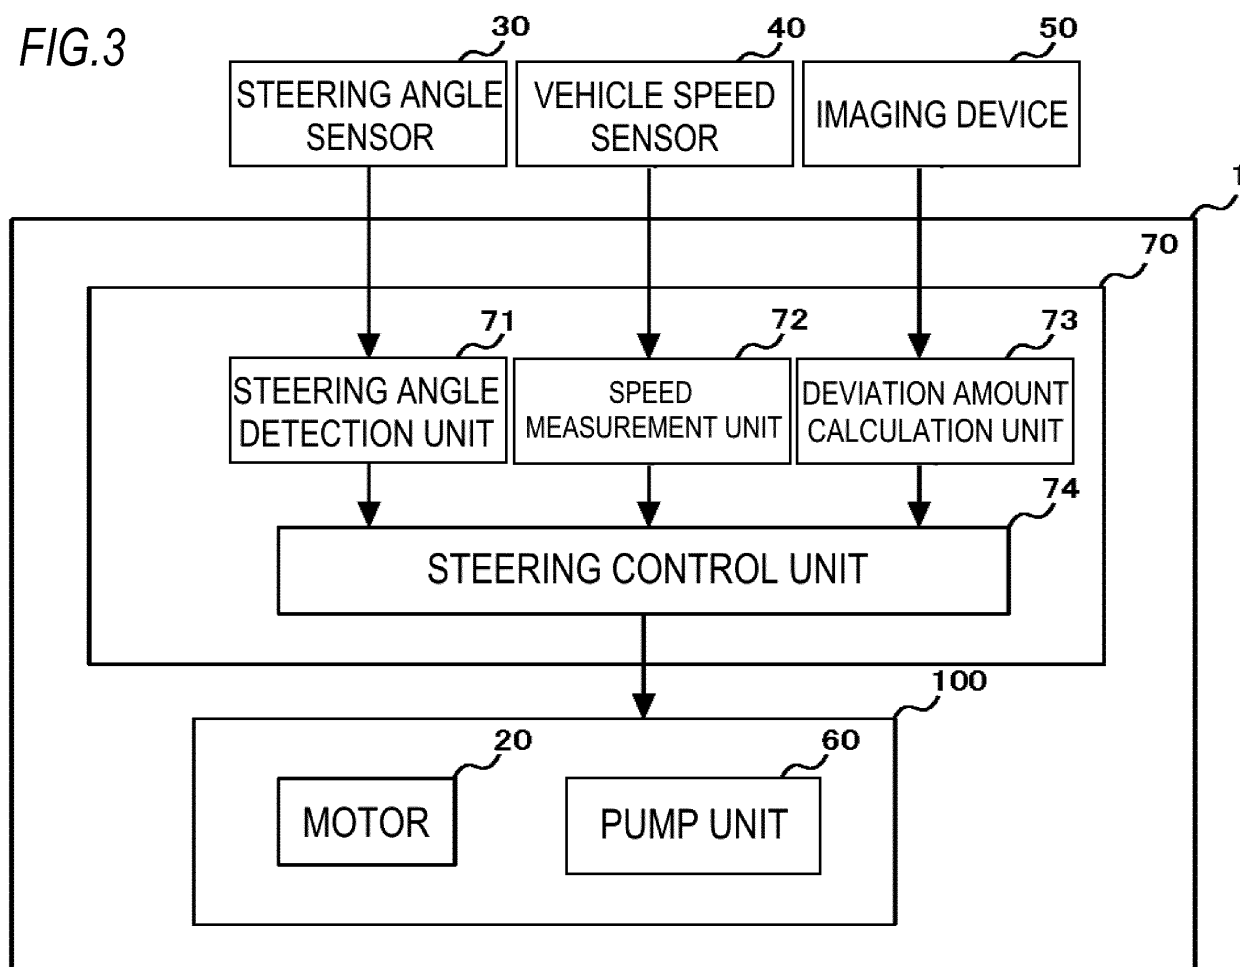 FIG.3
30
40
50
STEERING ANGLE
SENSOR
VEHICLE SPEED
SENSOR
IMAGING DEVICE
1
70
71
72
73
STEERING ANGLE
DETECTION UNIT
SPEED
MEASUREMENT UNIT
DEVIATION AMOUNT
CALCULATION UNIT
74
STEERING CONTROL UNIT
100
20
60
MOTOR
PUMP UNIT